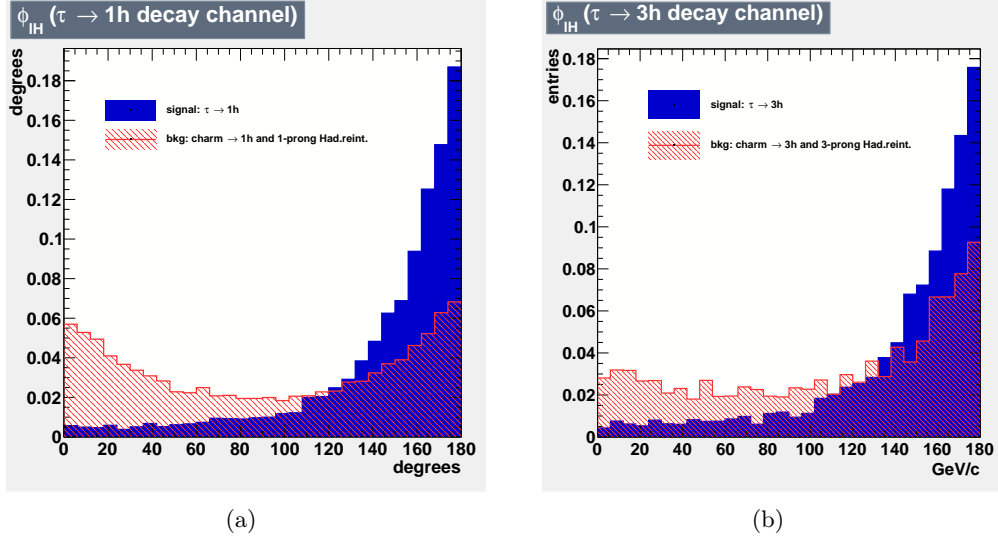 ϕ_IH (τ → 1h decay channel)
degrees
0.18
0.16
0.14
0.12
0.1
0.08
0.06
0.04
0.02
0
signal: τ → 1h
bkg: charm → 1h and 1-prong Had.reint.
0 20 40 60 80 100 120 140 160 180
degrees
(a)
ϕ_IH (τ → 3h decay channel)
entries
0.18
0.16
0.14
0.12
0.1
0.08
0.06
0.04
0.02
0
signal: τ → 3h
bkg: charm → 3h and 3-prong Had.reint.
0 20 40 60 80 100 120 140 160 180
GeV/c
(b)